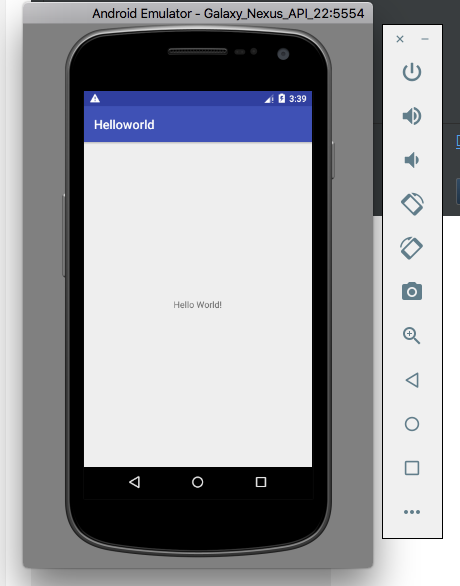 Android Emulator - Galaxy_Nexus_API_22:5554
3:39
Helloworld
Hello World!